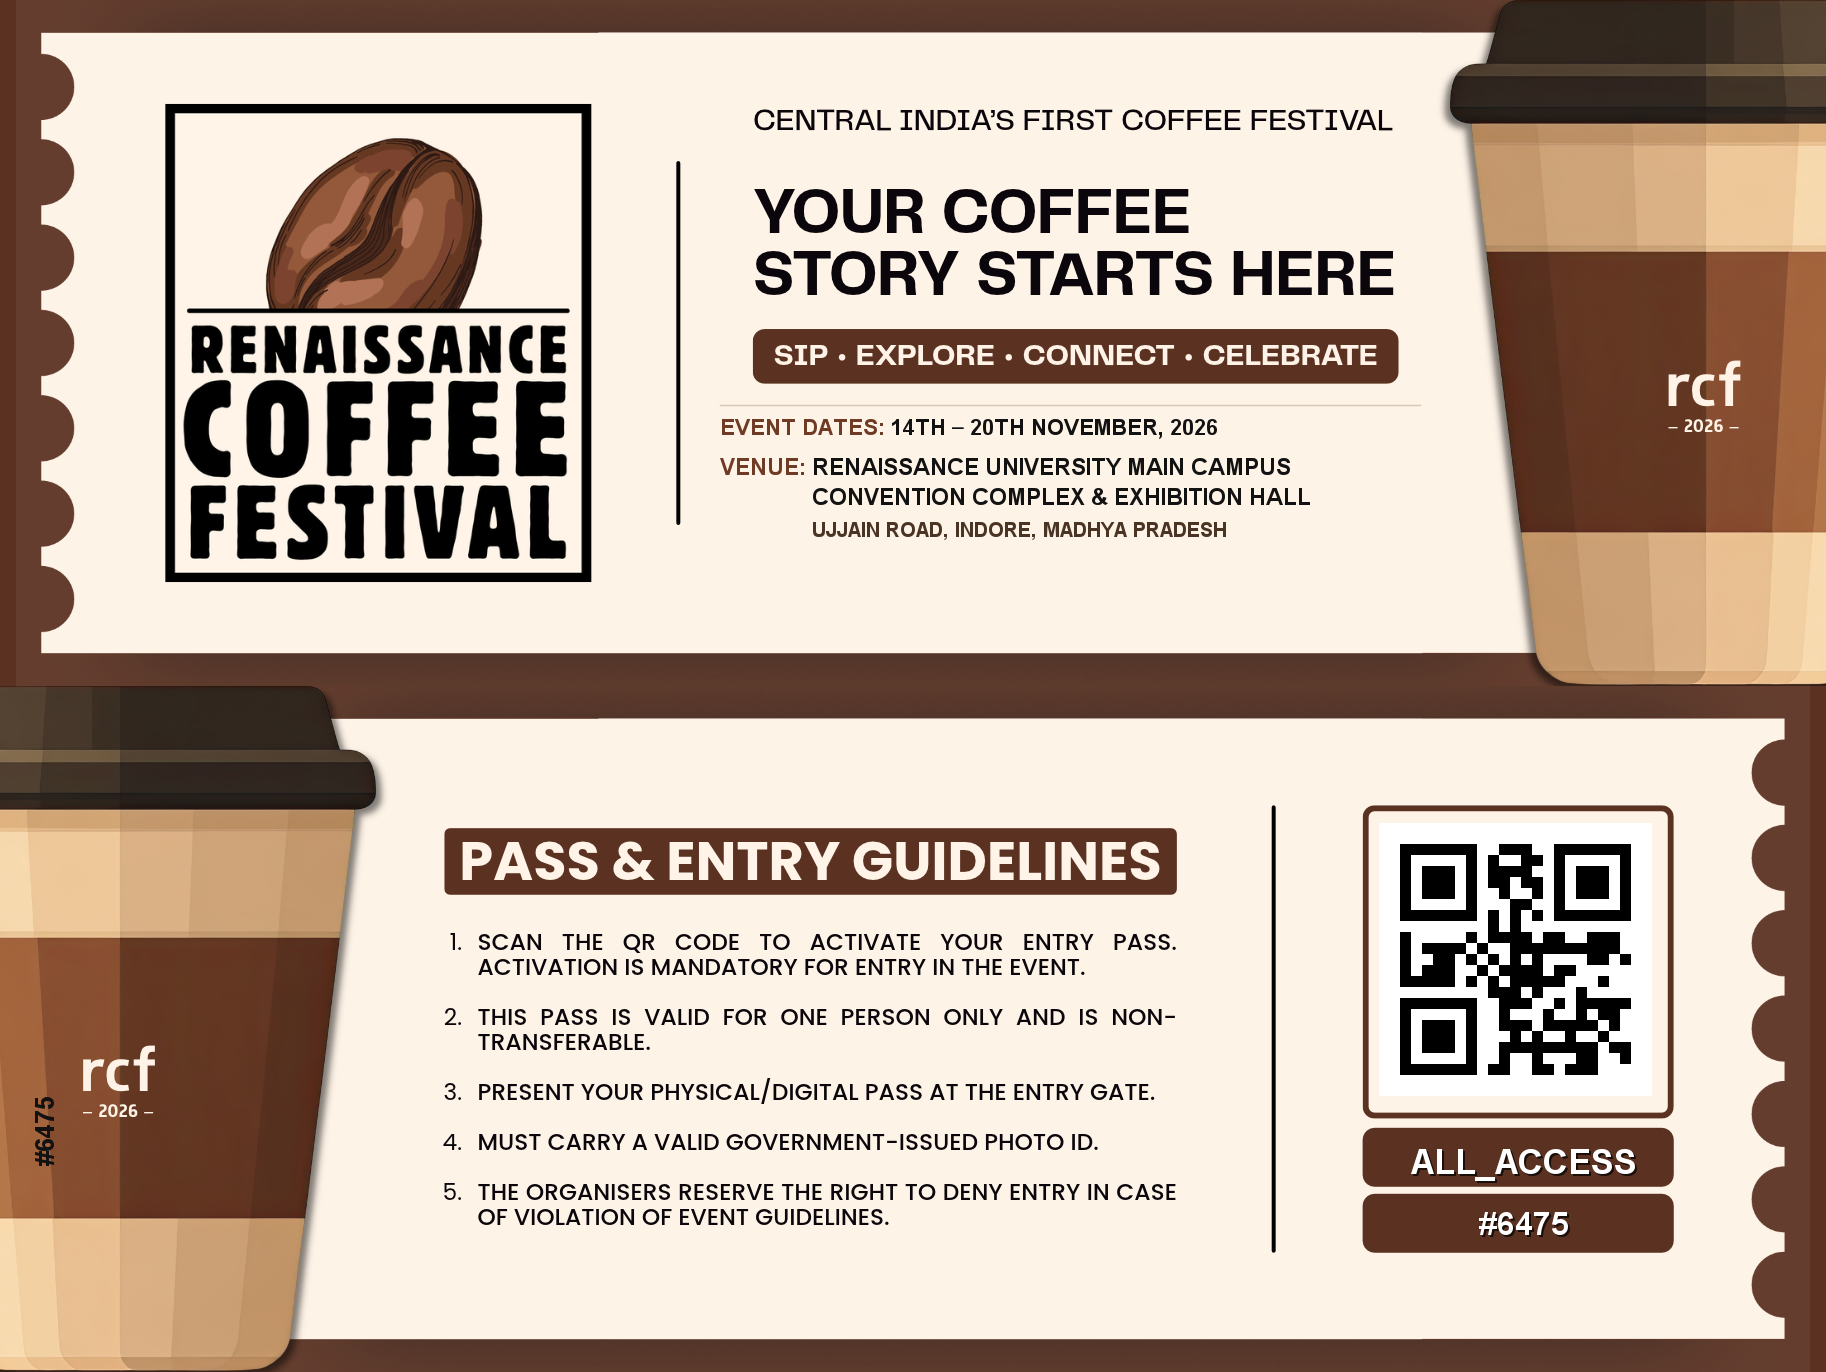 RENAISSANCE
COFFEE
FESTIVAL
CENTRAL INDIA'S FIRST COFFEE FESTIVAL
YOUR COFFEE
STORY STARTS HERE
SIP • EXPLORE • CONNECT • CELEBRATE
EVENT DATES: 14TH – 20TH NOVEMBER, 2026
VENUE: RENAISSANCE UNIVERSITY MAIN CAMPUS
CONVENTION COMPLEX & EXHIBITION HALL
UJJAIN ROAD, INDORE, MADHYA PRADESH
rcf
– 2026 –
rcf
– 2026 –
#6475
PASS & ENTRY GUIDELINES
1. SCAN THE QR CODE TO ACTIVATE YOUR ENTRY PASS.
ACTIVATION IS MANDATORY FOR ENTRY IN THE EVENT.
2. THIS PASS IS VALID FOR ONE PERSON ONLY AND IS NON-
TRANSFERABLE.
3. PRESENT YOUR PHYSICAL/DIGITAL PASS AT THE ENTRY GATE.
4. MUST CARRY A VALID GOVERNMENT-ISSUED PHOTO ID.
5. THE ORGANISERS RESERVE THE RIGHT TO DENY ENTRY IN CASE
OF VIOLATION OF EVENT GUIDELINES.
ALL_ACCESS
#6475